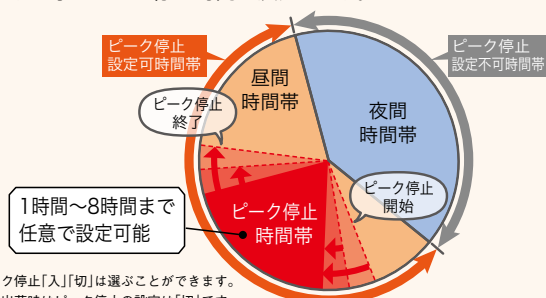 ピーク停止
設定可時間帯
ピーク停止
設定不可時間帯
昼間
時間帯
夜間
時間帯
ピーク停止
終了
ピーク停止
開始
ピーク停止
時間帯
1時間〜8時間まで
任意で設定可能
ク停止「入」「切」は選ぶことができます。